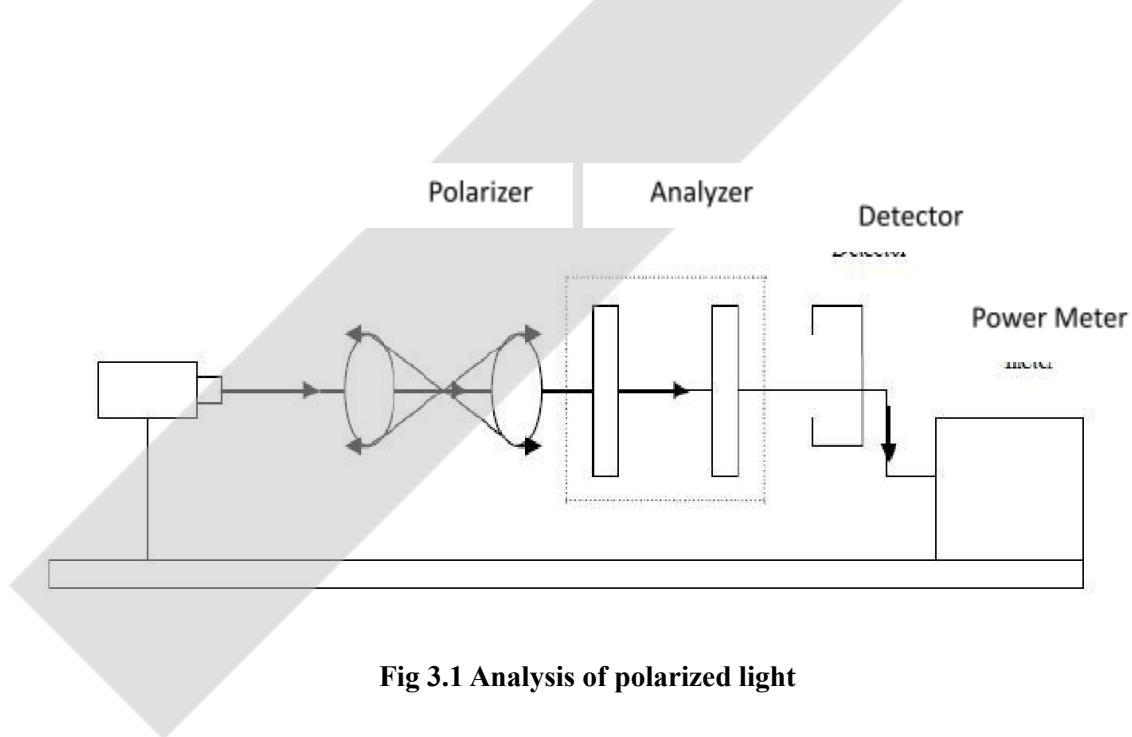 Polarizer
Analyzer
Detector
Power Meter
Fig 3.1 Analysis of polarized light